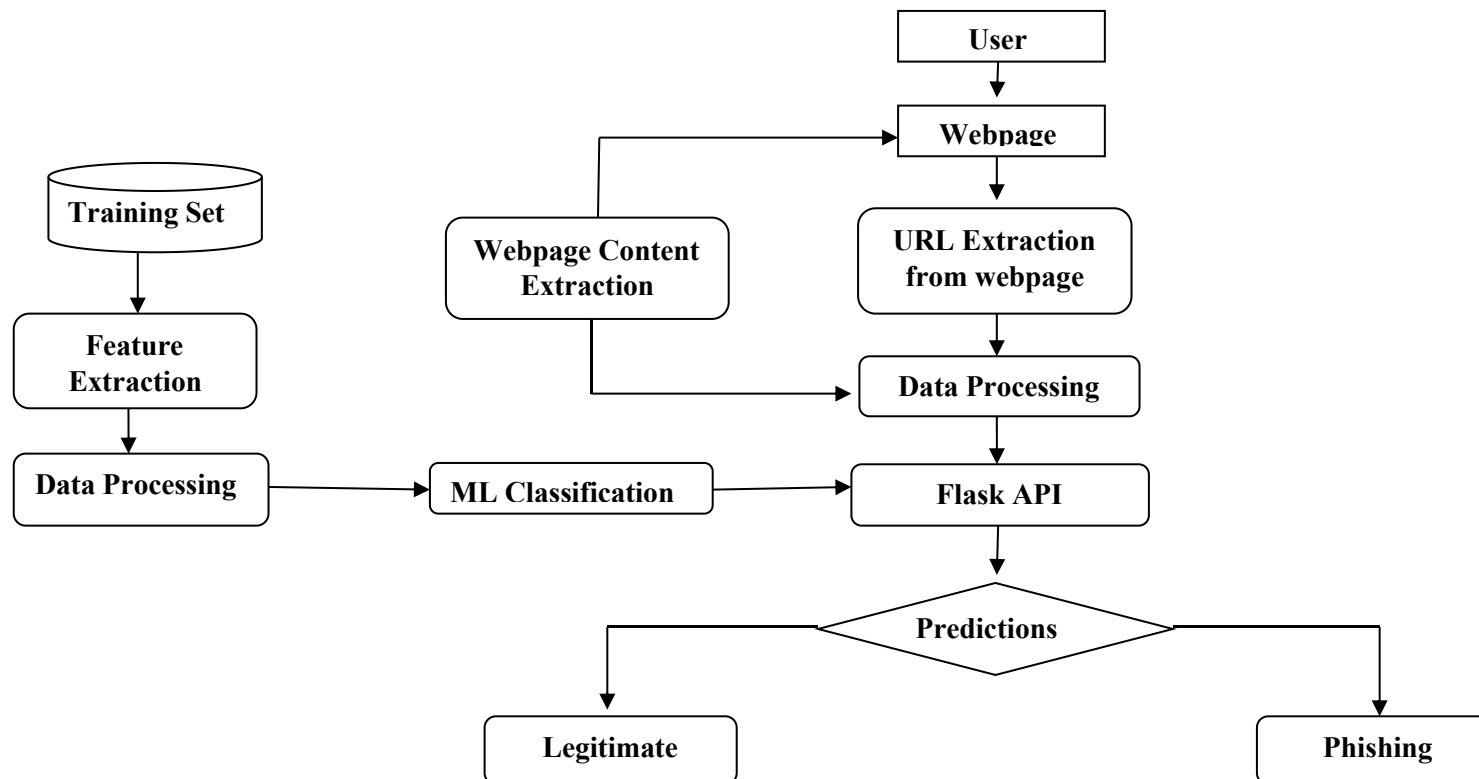 User
Webpage
Training Set
Webpage Content
Extraction
URL Extraction
from webpage
Feature
Extraction
Data Processing
Data Processing
ML Classification
Flask API
Predictions
Legitimate
Phishing